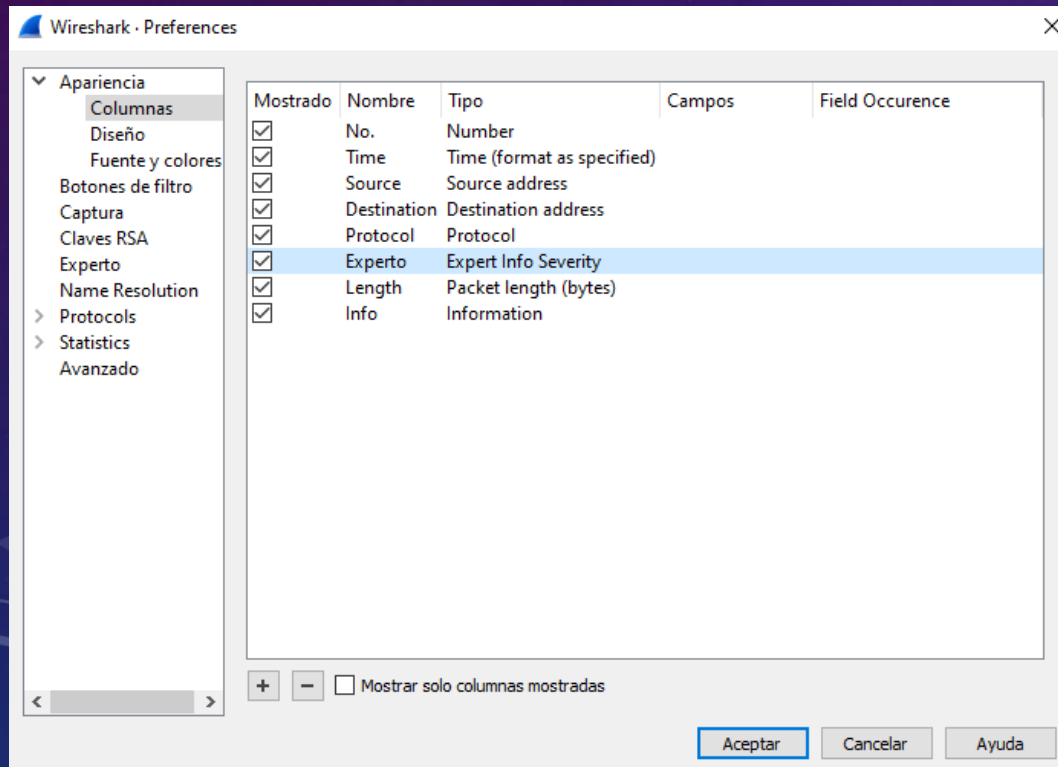 Wireshark · Preferences
Apariencia
Columnas
Diseño
Fuente y colores
Botones de filtro
Captura
Claves RSA
Experto
Name Resolution
Protocols
Statistics
Avanzado
Mostrado Nombre Tipo Campos Field Occurence
No. Number
Time Time (format as specified)
Source Source address
Destination Destination address
Protocol Protocol
Experto Expert Info Severity
Length Packet length (bytes)
Info Information
+ − Mostrar solo columnas mostradas
Aceptar Cancelar Ayuda